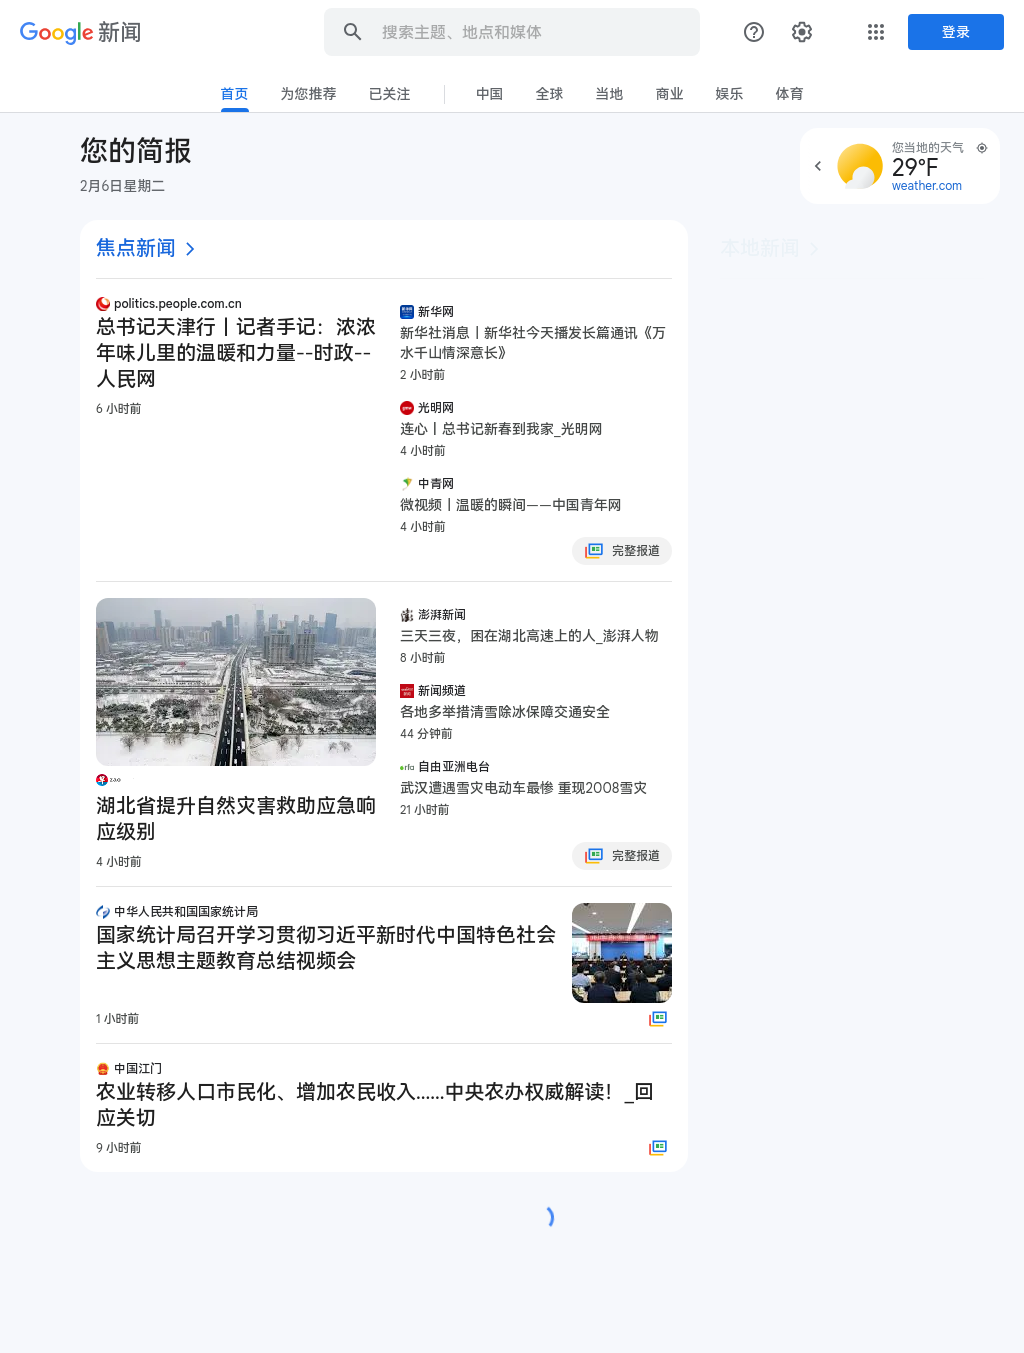 Google 新闻
搜索主题、地点和媒体
登录
首页
为您推荐
已关注
中国
全球
当地
商业
娱乐
体育
您的简报
2月6日星期二
您当地的天气
29°F
weather.com
焦点新闻
本地新闻
politics.people.com.cn
总书记天津行丨记者手记：浓浓
年味儿里的温暖和力量--时政--
人民网
6 小时前
新华网
新华社消息丨新华社今天播发长篇通讯《万
水千山情深意长》
2 小时前
光明网
连心丨总书记新春到我家_光明网
4 小时前
中青网
微视频丨温暖的瞬间——中国青年网
4 小时前
完整报道
zao
湖北省提升自然灾害救助应急响
应级别
4 小时前
澎湃新闻
三天三夜，困在湖北高速上的人_澎湃人物
8 小时前
新闻频道
各地多举措清雪除冰保障交通安全
44 分钟前
rfa
自由亚洲电台
武汉遭遇雪灾电动车最惨 重现2008雪灾
21 小时前
完整报道
中华人民共和国国家统计局
国家统计局召开学习贯彻习近平新时代中国特色社会
主义思想主题教育总结视频会
1 小时前
中国江门
农业转移人口市民化、增加农民收入……中央农办权威解读！_回
应关切
9 小时前